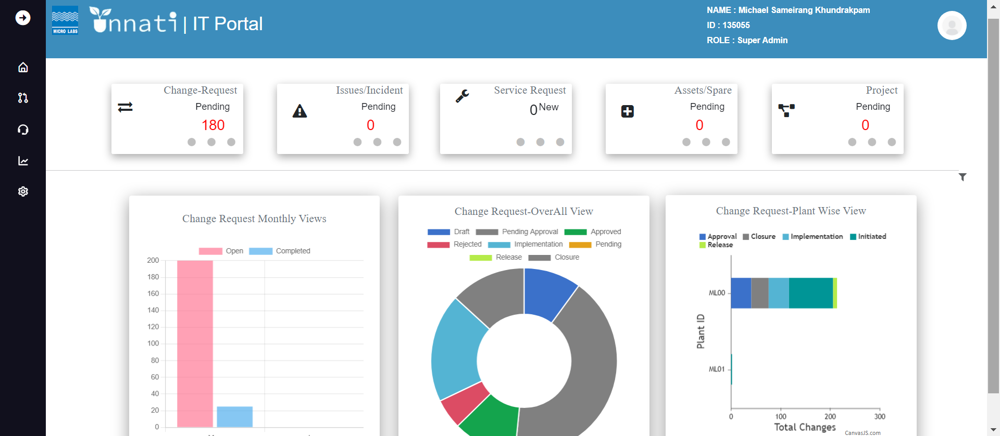 MICRO LABS
unnati | IT Portal
NAME : Michael Sameirang Khundrakpam
ID : 135055
ROLE : Super Admin
Change-Request
Pending
180
Issues/Incident
Pending
0
Service Request
0 New
Assets/Spare
Pending
0
Project
Pending
0
Change Request Monthly Views
Open Completed
200
180
160
140
120
100
80
60
40
20
0
Change Request-OverAll View
Draft Pending Approval Approved
Rejected Implementation Pending
Release Closure
Change Request-Plant Wise View
Approval Closure Implementation Initiated
Release
Plant ID
ML00
ML01
0 100 200 300
Total Changes
CanvasJS.com